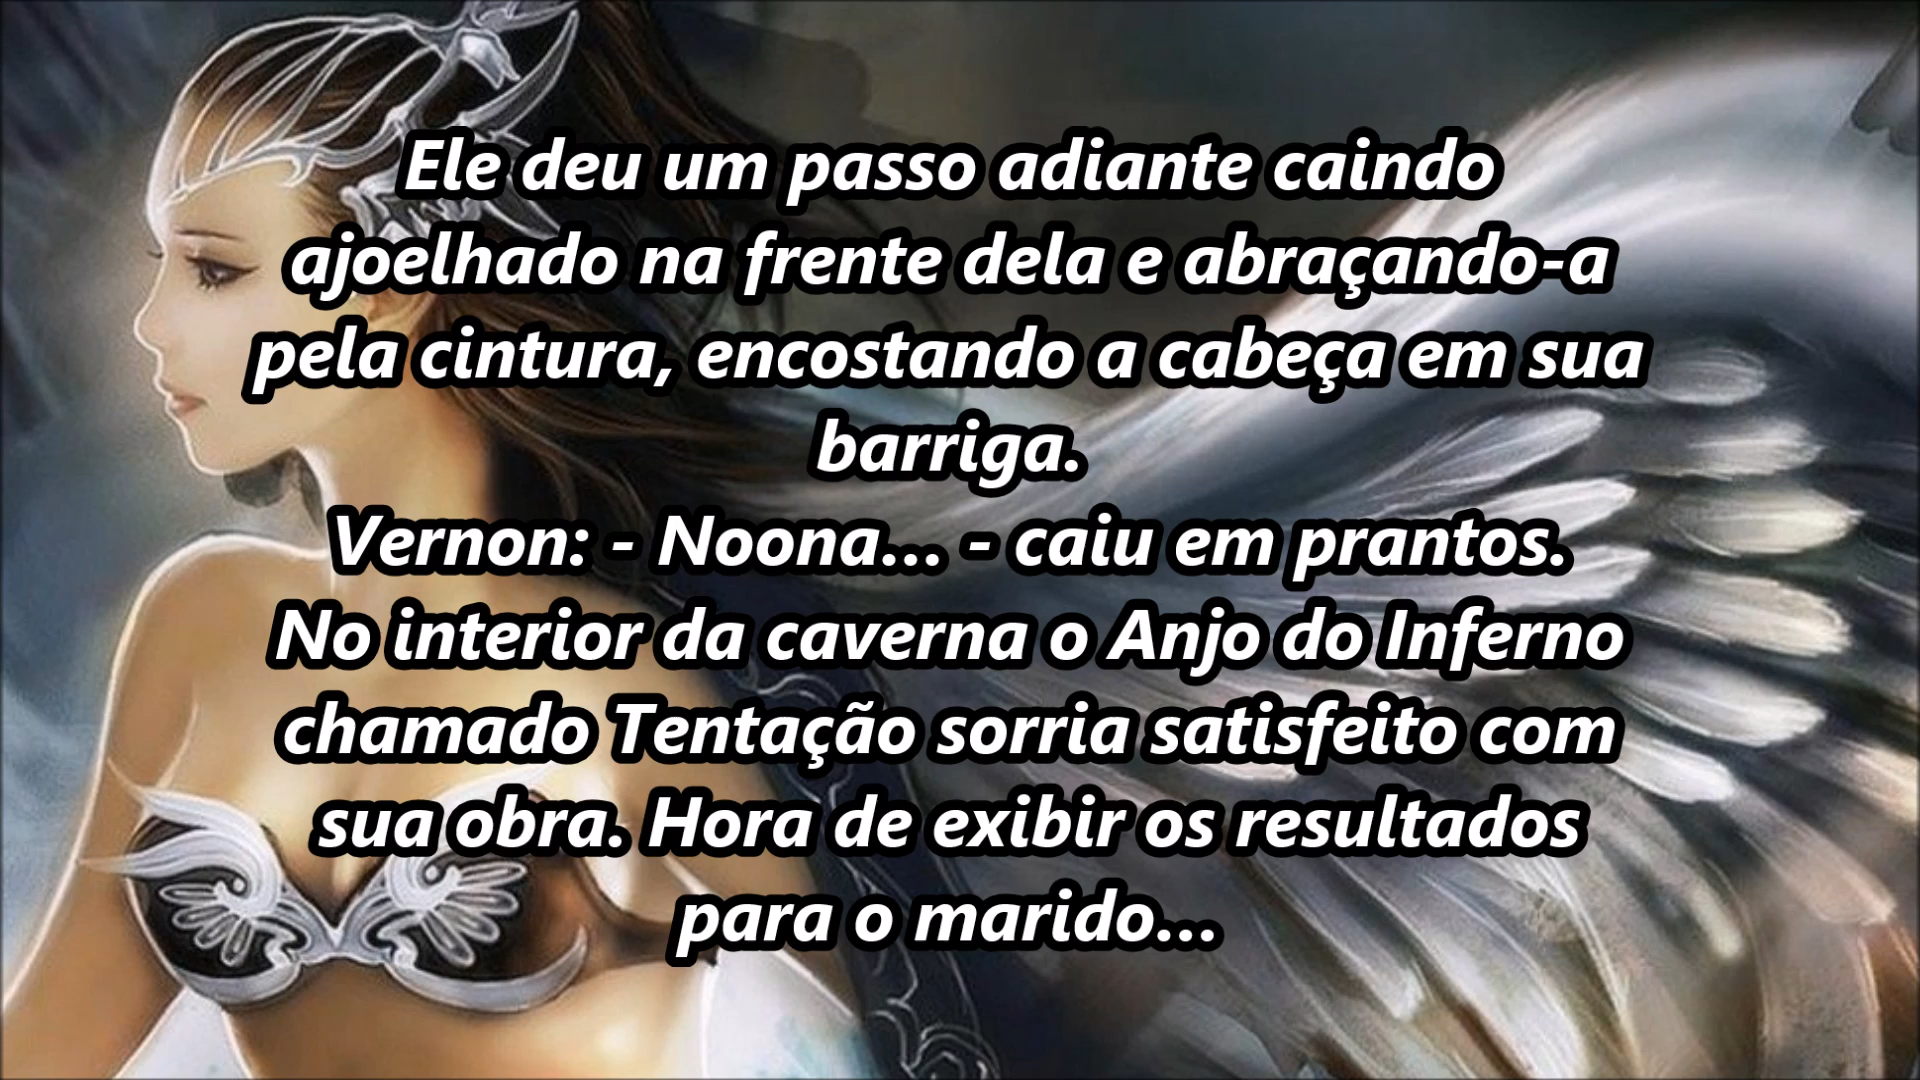 Ele deu um passo adiante caindo
ajoelhado na frente dela e abraçando-a
pela cintura, encostando a cabeça em sua
barriga.
Vernon: - Noona... - caiu em prantos.
No interior da caverna o Anjo do Inferno
chamado Tentação sorria satisfeito com
sua obra. Hora de exibir os resultados
para o marido...